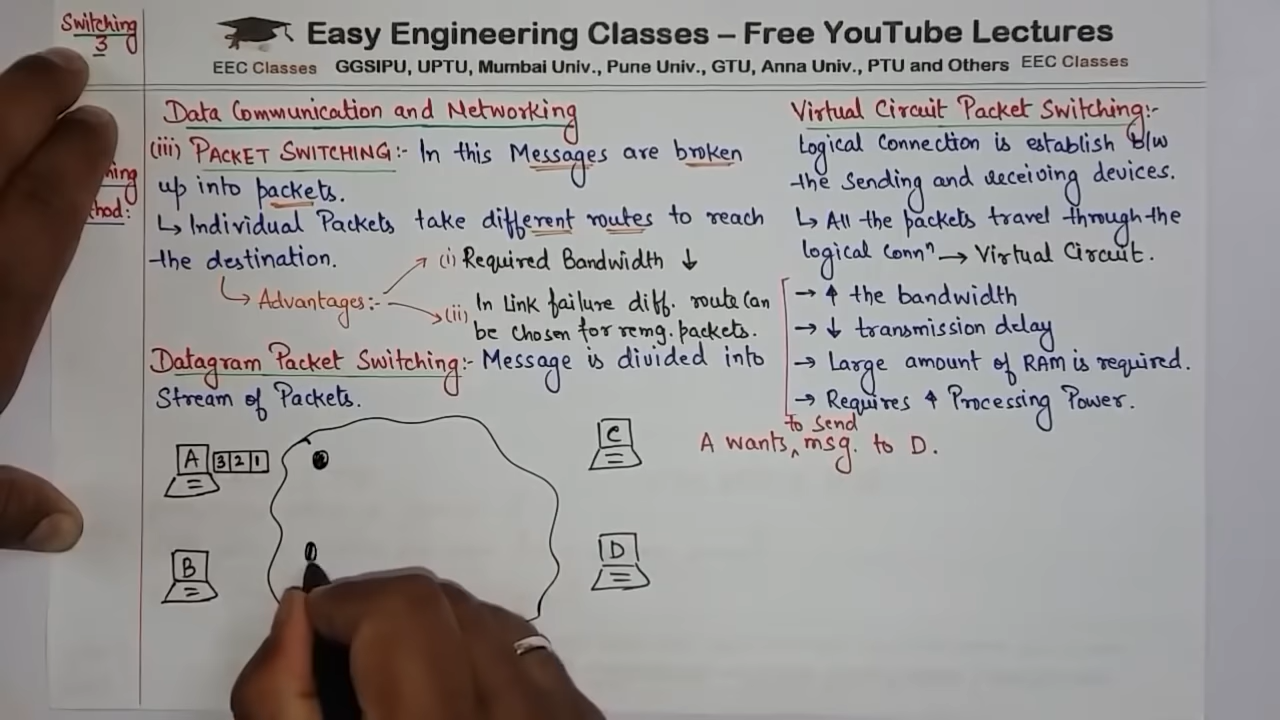 Switching
3
Easy Engineering Classes – Free YouTube Lectures
EEC Classes GGSIPU, UPTU, Mumbai Univ., Pune Univ., GTU, Anna Univ., PTU and Others EEC Classes
Data Communication and Networking
(iii) PACKET SWITCHING:- In this Messages are broken
up into packets.
↳ Individual Packets take different routes to reach
the destination.
↳ Advantages:-
→ (i) Required Bandwidth ↓
→ (ii) In Link failure diff. route can
be chosen for remg. packets.
Datagram Packet Switching:- Message is divided into
Stream of Packets.
A 3 2 1
B
C
D
Virtual Circuit Packet Switching:-
Logical Connection is establish b/w
the sending and receiving devices.
↳ All the packets travel through the
logical Connⁿ → Virtual Circuit.
→ ↑ the bandwidth
→ ↓ transmission delay
→ Large amount of RAM is required.
→ Requires ↑ Processing Power.
to send
A wants ^ msg. to D.